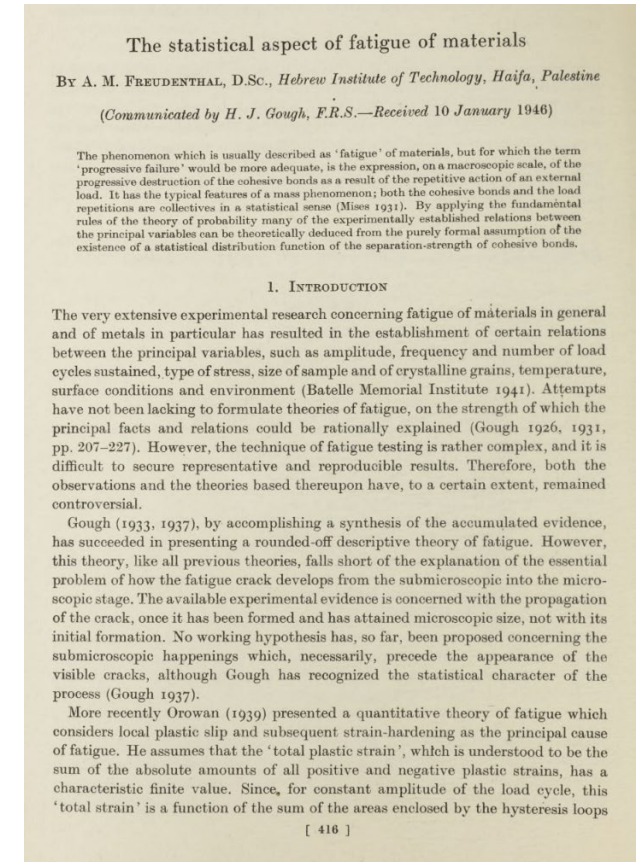 The statistical aspect of fatigue of materials
BY A. M. FREUDENTHAL, D.Sc., Hebrew Institute of Technology, Haifa, Palestine
(Communicated by H. J. Gough, F.R.S.—Received 10 January 1946)
The phenomenon which is usually described as 'fatigue' of materials, but for which the term
'progressive failure' would be more adequate, is the expression, on a macroscopic scale, of the
progressive destruction of the cohesive bonds as a result of the repetitive action of an external
load. It has the typical features of a mass phenomenon; both the cohesive bonds and the load
repetitions are collectives in a statistical sense (Mises 1931). By applying the fundamental
rules of the theory of probability many of the experimentally established relations between
the principal variables can be theoretically deduced from the purely formal assumption of the
existence of a statistical distribution function of the separation-strength of cohesive bonds.
1. INTRODUCTION
The very extensive experimental research concerning fatigue of materials in general
and of metals in particular has resulted in the establishment of certain relations
between the principal variables, such as amplitude, frequency and number of load
cycles sustained, type of stress, size of sample and of crystalline grains, temperature,
surface conditions and environment (Batelle Memorial Institute 1941). Attempts
have not been lacking to formulate theories of fatigue, on the strength of which the
principal facts and relations could be rationally explained (Gough 1926, 1931,
pp. 207–227). However, the technique of fatigue testing is rather complex, and it is
difficult to secure representative and reproducible results. Therefore, both the
observations and the theories based thereupon have, to a certain extent, remained
controversial.
Gough (1933, 1937), by accomplishing a synthesis of the accumulated evidence,
has succeeded in presenting a rounded-off descriptive theory of fatigue. However,
this theory, like all previous theories, falls short of the explanation of the essential
problem of how the fatigue crack develops from the submicroscopic into the micro-
scopic stage. The available experimental evidence is concerned with the propagation
of the crack, once it has been formed and has attained microscopic size, not with its
initial formation. No working hypothesis has, so far, been proposed concerning the
submicroscopic happenings which, necessarily, precede the appearance of the
visible cracks, although Gough has recognized the statistical character of the
process (Gough 1937).
More recently Orowan (1939) presented a quantitative theory of fatigue which
considers local plastic slip and subsequent strain-hardening as the principal cause
of fatigue. He assumes that the 'total plastic strain', which is understood to be the
sum of the absolute amounts of all positive and negative plastic strains, has a
characteristic finite value. Since, for constant amplitude of the load cycle, this
'total strain' is a function of the sum of the areas enclosed by the hysteresis loops
[ 416 ]